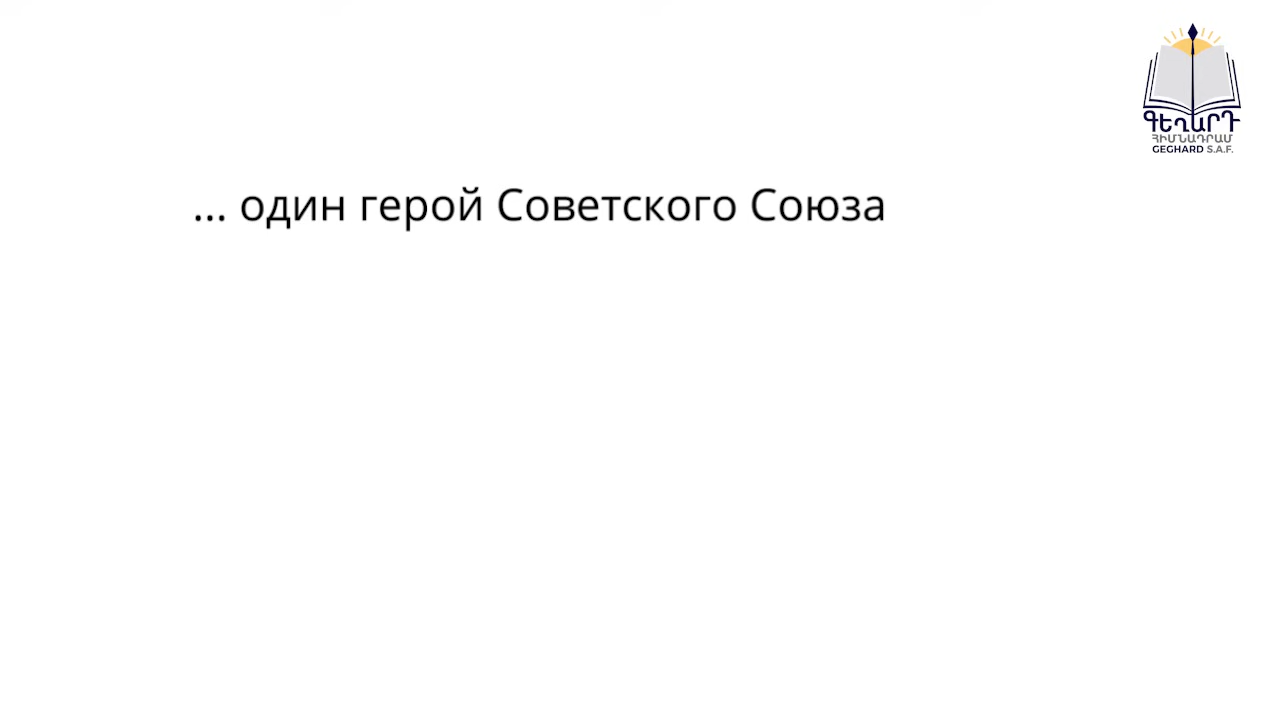 ԳԵՂԱՐԴ
ՀԻՄՆԱԴՐԱՄ
GEGHARD S.A.F.
... один герой Советского Союза